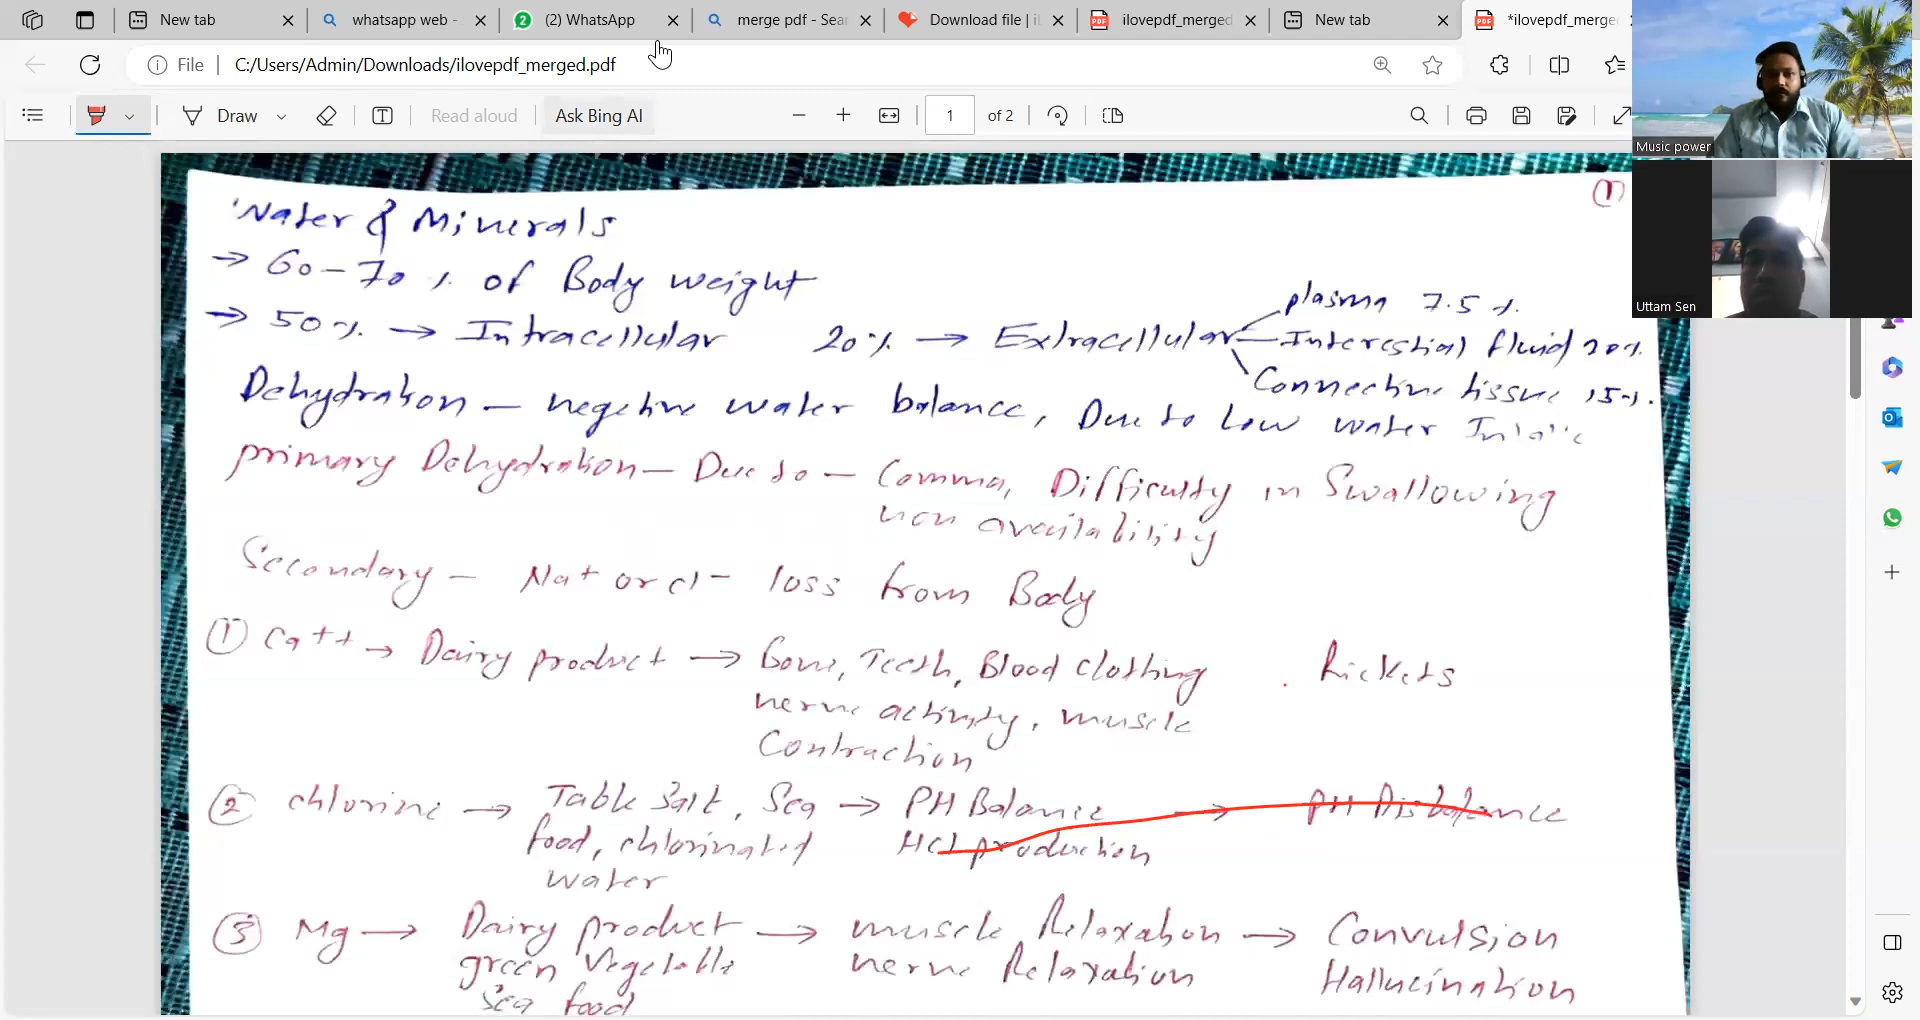 New tab
whatsapp web -
(2) WhatsApp
merge pdf - Sear
Download file | iL
ilovepdf_merged
New tab
*ilovepdf_merge
File
C:/Users/Admin/Downloads/ilovepdf_merged.pdf
Draw
Read aloud
Ask Bing AI
1 of 2
Music power
Uttam Sen
①
Water & Minerals
→ 60-70 % of Body weight
→ 50% → Intracellular 20% → Extracellular
plasma 7.5 %.
Interestial fluid 20%.
Connective tissue 15%.
Dehydration - negetive water balance, Due to Low water
primary Dehydration - Due to - Comma, Difficulty in Swallowing
non availability
Secondary - Na+ or cl- loss from Body
① Ca++ → Dairy product → Bone, Teeth, Blood clothing Rickets
nerve activity, muscle
Contraction
② chlorine → Table Salt, Sea → PH Balance → PH Disbalance
food, chlorinated HCl production
water
③ Mg → Dairy product → muscle Relaxation → Convulsion
green Vegetable nerve Relaxation Hallucination
Sea food